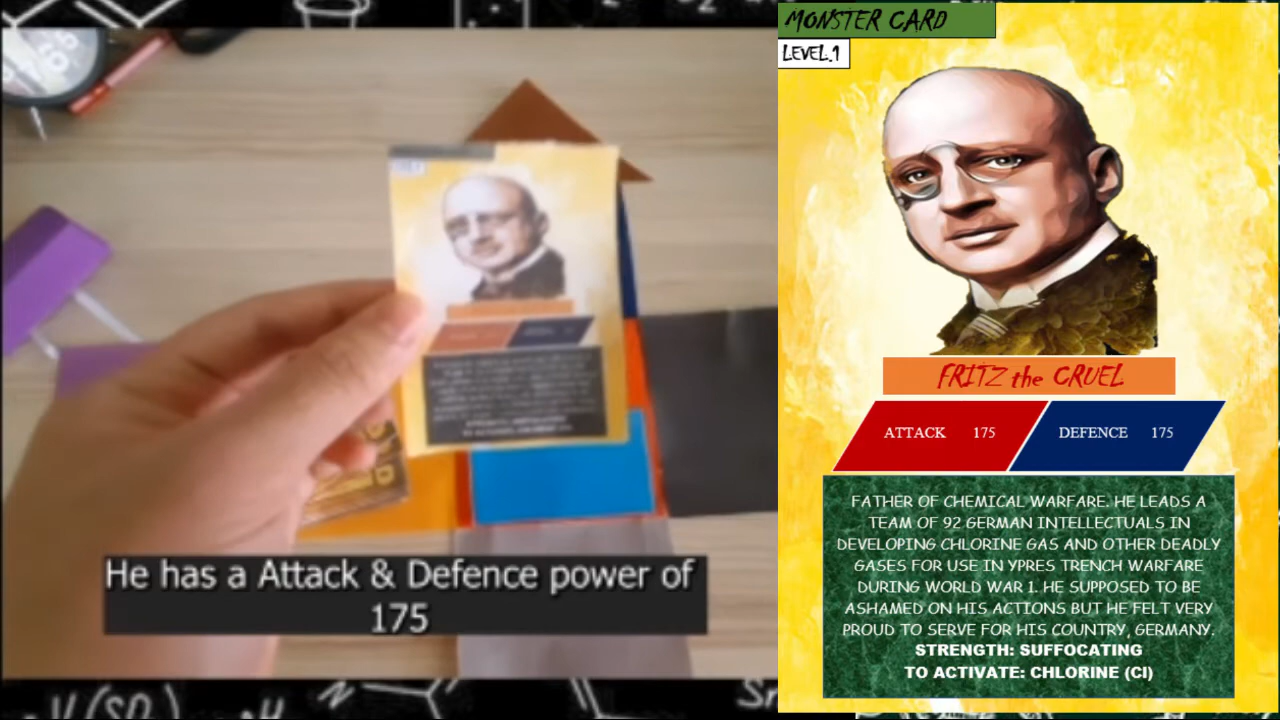 He has a Attack & Defence power of
175
MONSTER CARD
LEVEL.1
FRITZ the CRUEL
ATTACK 175 DEFENCE 175
FATHER OF CHEMICAL WARFARE. HE LEADS A
TEAM OF 92 GERMAN INTELLECTUALS IN
DEVELOPING CHLORINE GAS AND OTHER DEADLY
GASES FOR USE IN YPRES TRENCH WARFARE
DURING WORLD WAR 1. HE SUPPOSED TO BE
ASHAMED ON HIS ACTIONS BUT HE FELT VERY
PROUD TO SERVE FOR HIS COUNTRY, GERMANY.
STRENGTH: SUFFOCATING
TO ACTIVATE: CHLORINE (Cl)